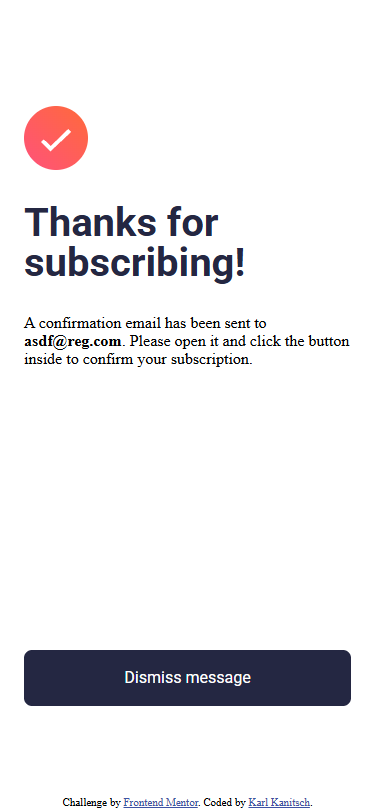 Thanks for
subscribing!
A confirmation email has been sent to
asdf@reg.com. Please open it and click the button
inside to confirm your subscription.
Dismiss message
Challenge by Frontend Mentor. Coded by Karl Kanitsch.